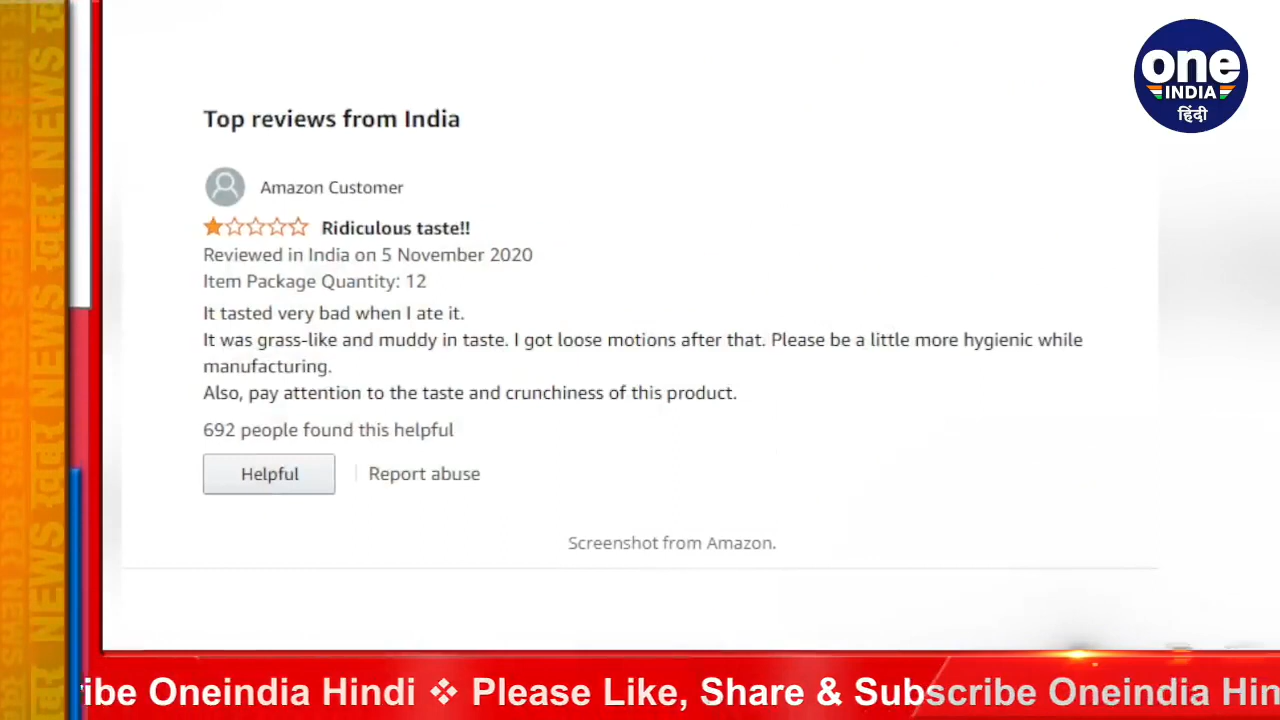 one
INDIA
हिंदी
Top reviews from India
Amazon Customer
Ridiculous taste!!
Reviewed in India on 5 November 2020
Item Package Quantity: 12
It tasted very bad when I ate it.
It was grass-like and muddy in taste. I got loose motions after that. Please be a little more hygienic while
manufacturing.
Also, pay attention to the taste and crunchiness of this product.
692 people found this helpful
Helpful
Report abuse
Screenshot from Amazon.
ibe Oneindia Hindi ❖ Please Like, Share & Subscribe Oneindia Hin
NEWS
NEWS